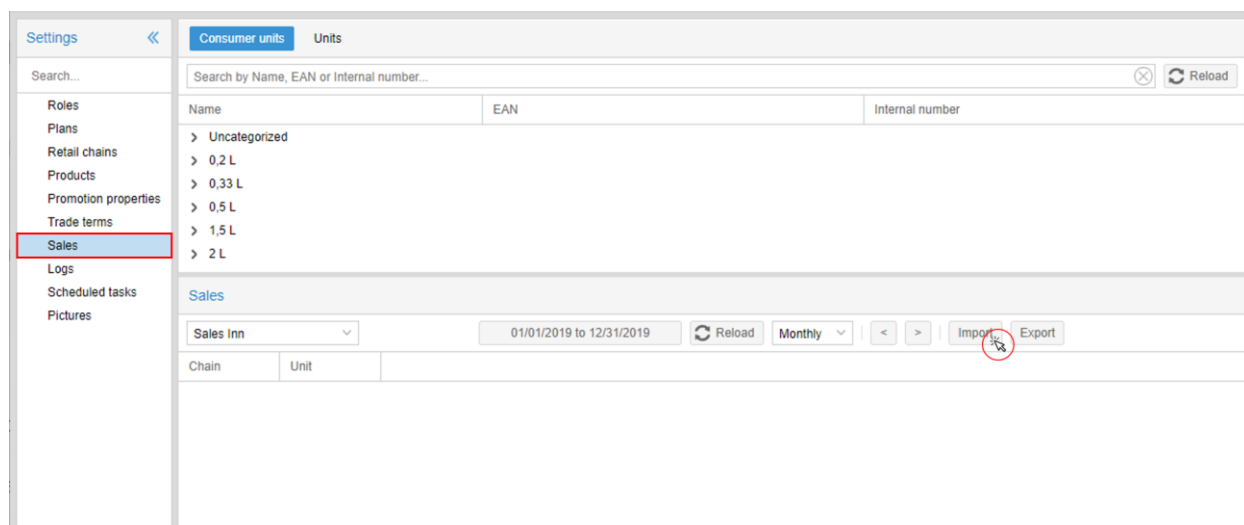 Settings
Search...
Roles
Plans
Retail chains
Products
Promotion properties
Trade terms
Sales
Logs
Scheduled tasks
Pictures
Consumer units Units
Search by Name, EAN or Internal number... Reload
Name EAN Internal number
Uncategorized
0,2 L
0,33 L
0,5 L
1,5 L
2 L
Sales
Sales Inn 01/01/2019 to 12/31/2019 Reload Monthly < > Import Export
Chain Unit